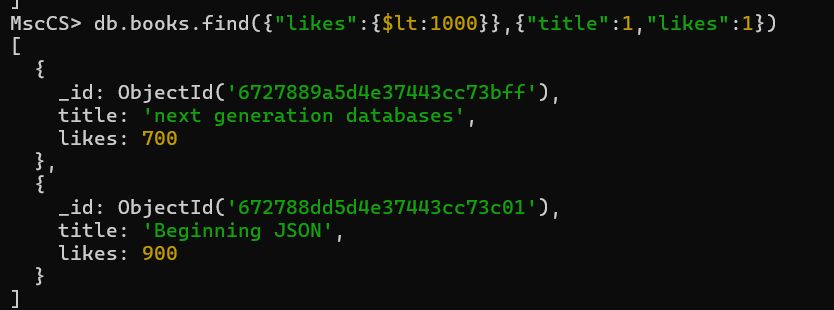 ]
MscCS> db.books.find({"likes":{$lt:1000}},{"title":1,"likes":1})
[
  {
    _id: ObjectId('6727889a5d4e37443cc73bff'),
    title: 'next generation databases',
    likes: 700
  },
  {
    _id: ObjectId('672788dd5d4e37443cc73c01'),
    title: 'Beginning JSON',
    likes: 900
  }
]